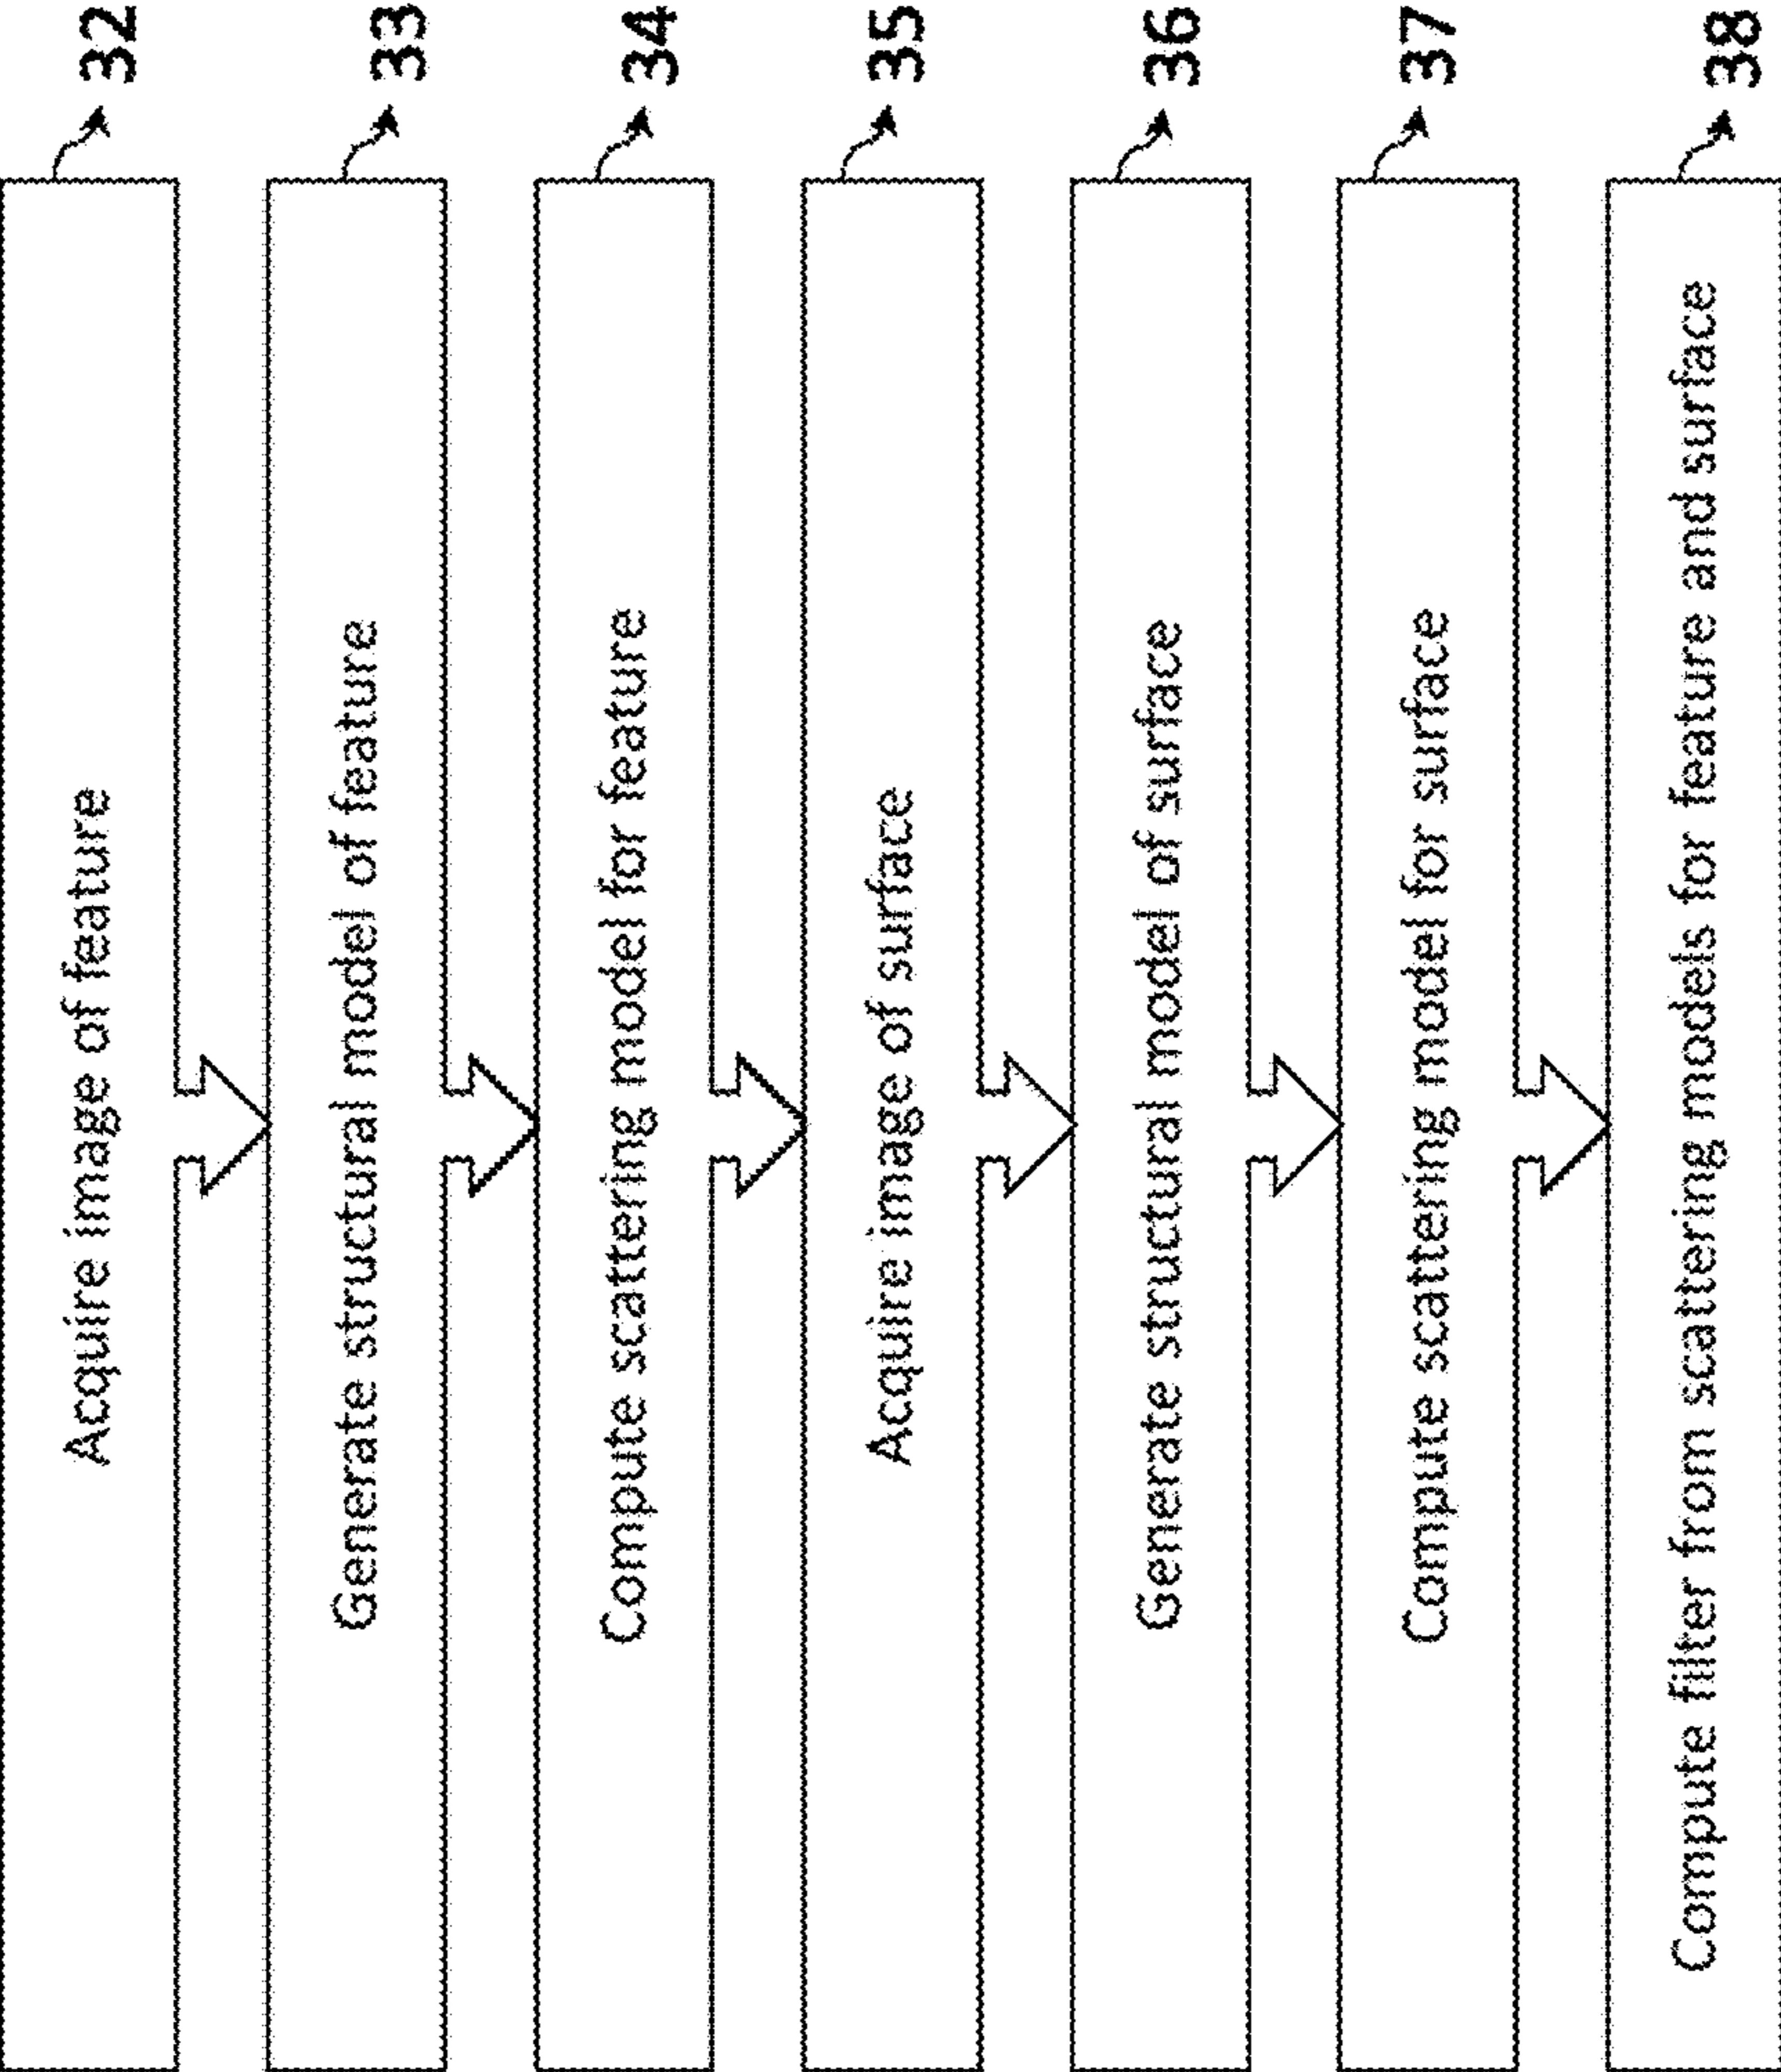 Acquire image of feature
32
Generate structural model of feature
33
Compute scattering model for feature
34
Acquire image of surface
35
Generate structural model of surface
36
Compute scattering model for surface
37
Compute filter from scattering models for feature and surface
38